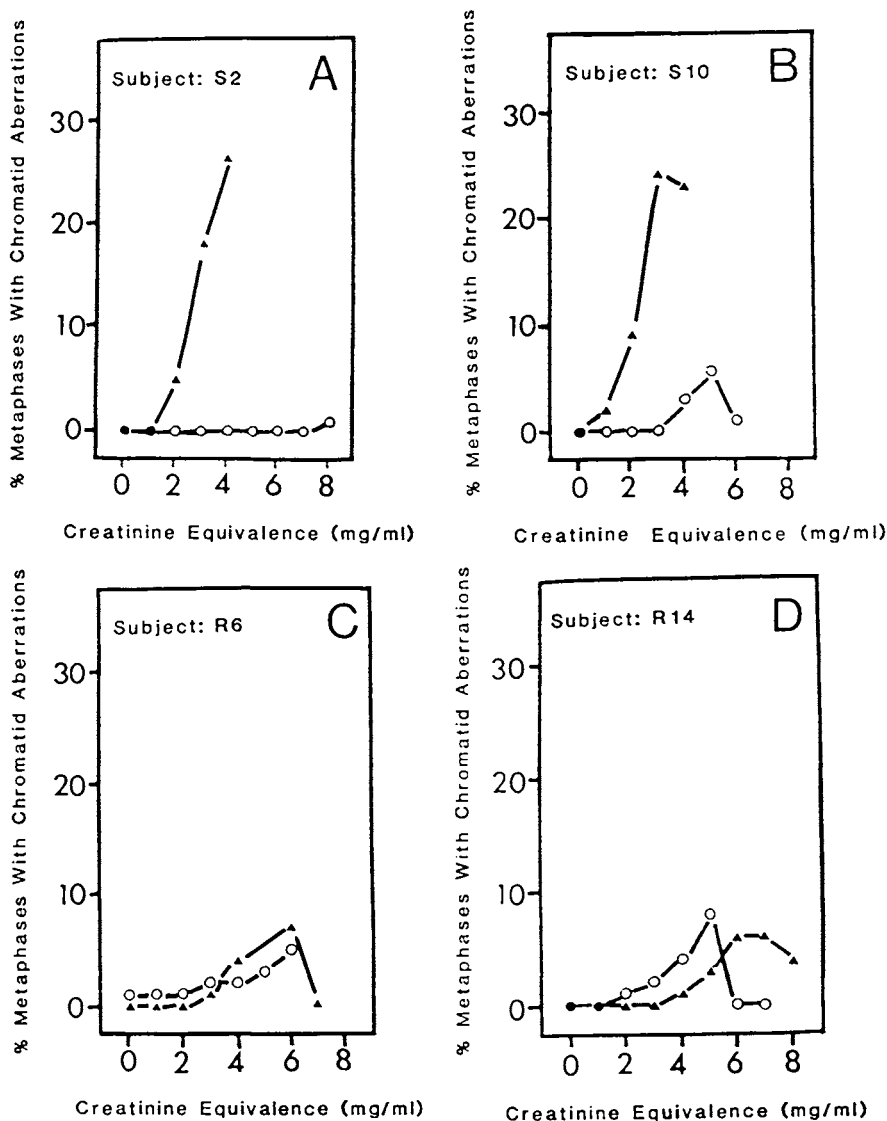 % Metaphases With Chromatid Aberrations
Subject: S2
A
30
20
10
0
0 2 4 6 8
Creatinine Equivalence (mg/ml)
% Metaphases With Chromatid Aberrations
Subject: S10
B
30
20
10
0
0 2 4 6 8
Creatinine Equivalence (mg/ml)
% Metaphases With Chromatid Aberrations
Subject: R6
C
30
20
10
0
0 2 4 6 8
Creatinine Equivalence (mg/ml)
% Metaphases With Chromatid Aberrations
Subject: R14
D
30
20
10
0
0 2 4 6 8
Creatinine Equivalence (mg/ml)